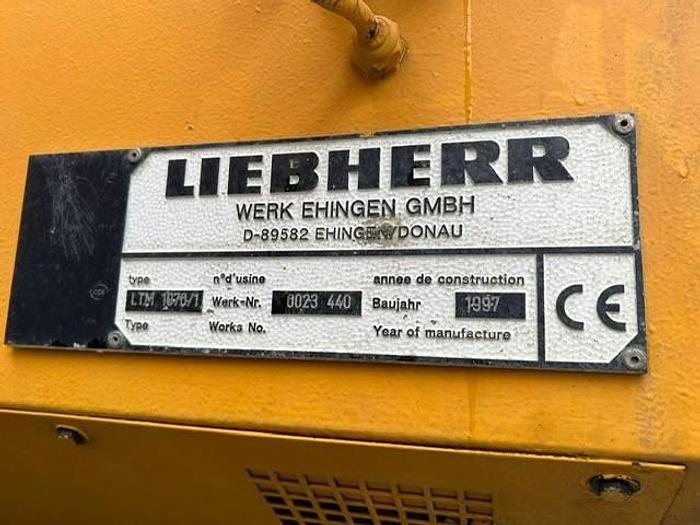 LIEBHERR
WERK EHINGEN GMBH
D-89582 EHINGEN/DONAU
type n°d'usine annee de construction
LTM 1070/1 Werk-Nr. 0023 440 Baujahr 1997
Type Works No. Year of manufacture
CE